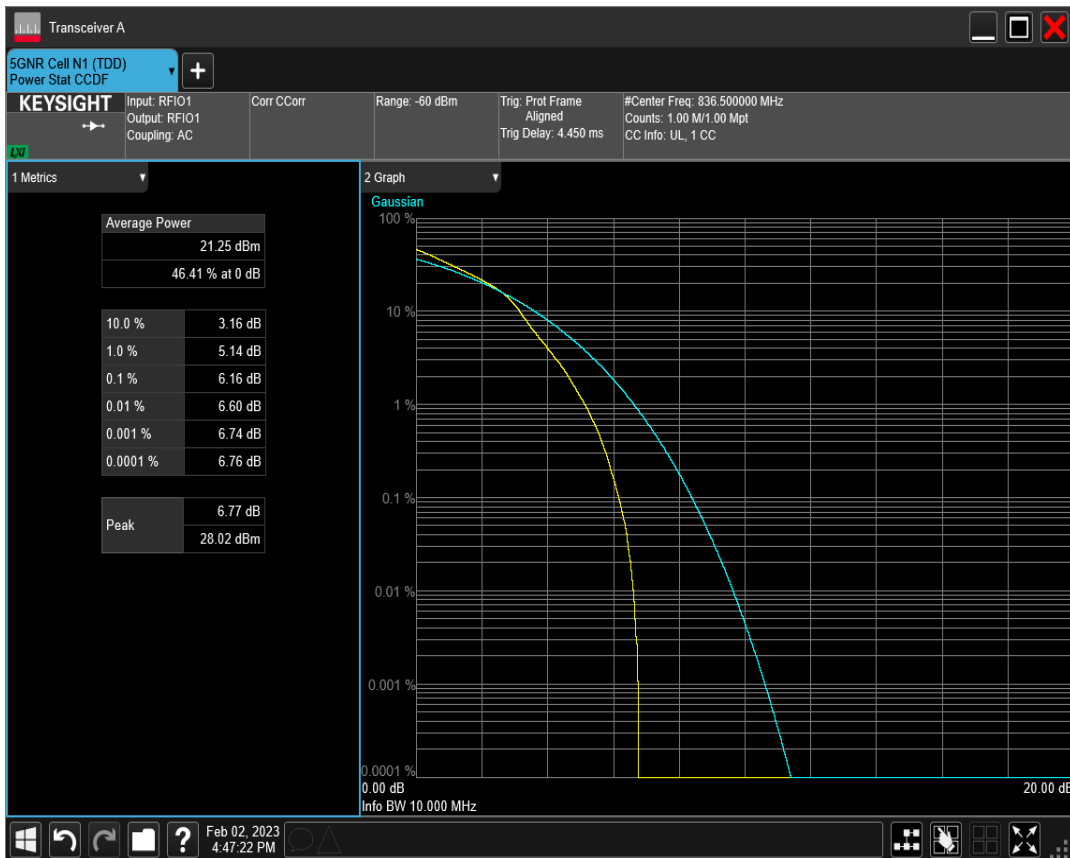 Transceiver A
5GNR Cell N1 (TDD)
Power Stat CCDF
KEYSIGHT
LXI
Input: RFIO1
Output: RFIO1
Coupling: AC
Corr CCorr
Range: -60 dBm
Trig: Prot Frame
Aligned
Trig Delay: 4.450 ms
#Center Freq: 836.500000 MHz
Counts: 1.00 M/1.00 Mpt
CC Info: UL, 1 CC
1 Metrics
Average Power
21.25 dBm
46.41 % at 0 dB
10.0 % 3.16 dB
1.0 % 5.14 dB
0.1 % 6.16 dB
0.01 % 6.60 dB
0.001 % 6.74 dB
0.0001 % 6.76 dB
Peak
6.77 dB
28.02 dBm
2 Graph
Gaussian
100 %
10 %
1 %
0.1 %
0.01 %
0.001 %
0.0001 %
0.00 dB 20.00 dB
Info BW 10.000 MHz
?
Feb 02, 2023
4:47:22 PM